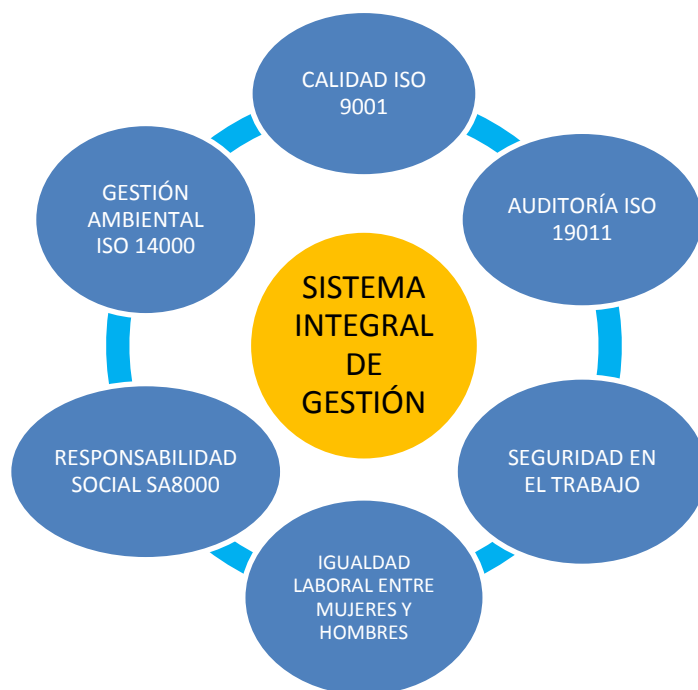 CALIDAD ISO
9001
AUDITORÍA ISO
19011
SEGURIDAD EN
EL TRABAJO
IGUALDAD
LABORAL ENTRE
MUJERES Y
HOMBRES
RESPONSABILIDAD
SOCIAL SA8000
GESTIÓN
AMBIENTAL
ISO 14000
SISTEMA
INTEGRAL
DE
GESTIÓN